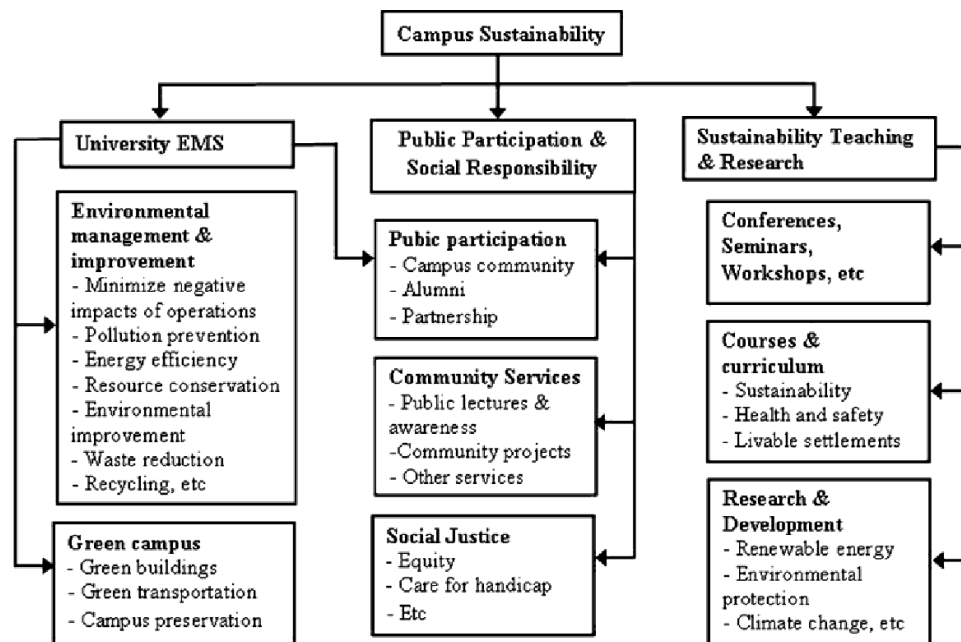 Campus Sustainability
University EMS
Environmental
management &
improvement
- Minimize negative
impacts of operations
- Pollution prevention
- Energy efficiency
- Resource conservation
- Environmental
improvement
- Waste reduction
- Recycling, etc
Green campus
- Green buildings
- Green transportation
- Campus preservation
Public Participation &
Social Responsibility
Pubic participation
- Campus community
- Alumni
- Partnership
Community Services
- Public lectures &
awareness
-Community projects
- Other services
Social Justice
- Equity
- Care for handicap
- Etc
Sustainability Teaching
& Research
Conferences,
Seminars,
Workshops, etc
Courses &
curriculum
- Sustainability
- Health and safety
- Livable settlements
Research &
Development
- Renewable energy
- Environmental
protection
- Climate change, etc